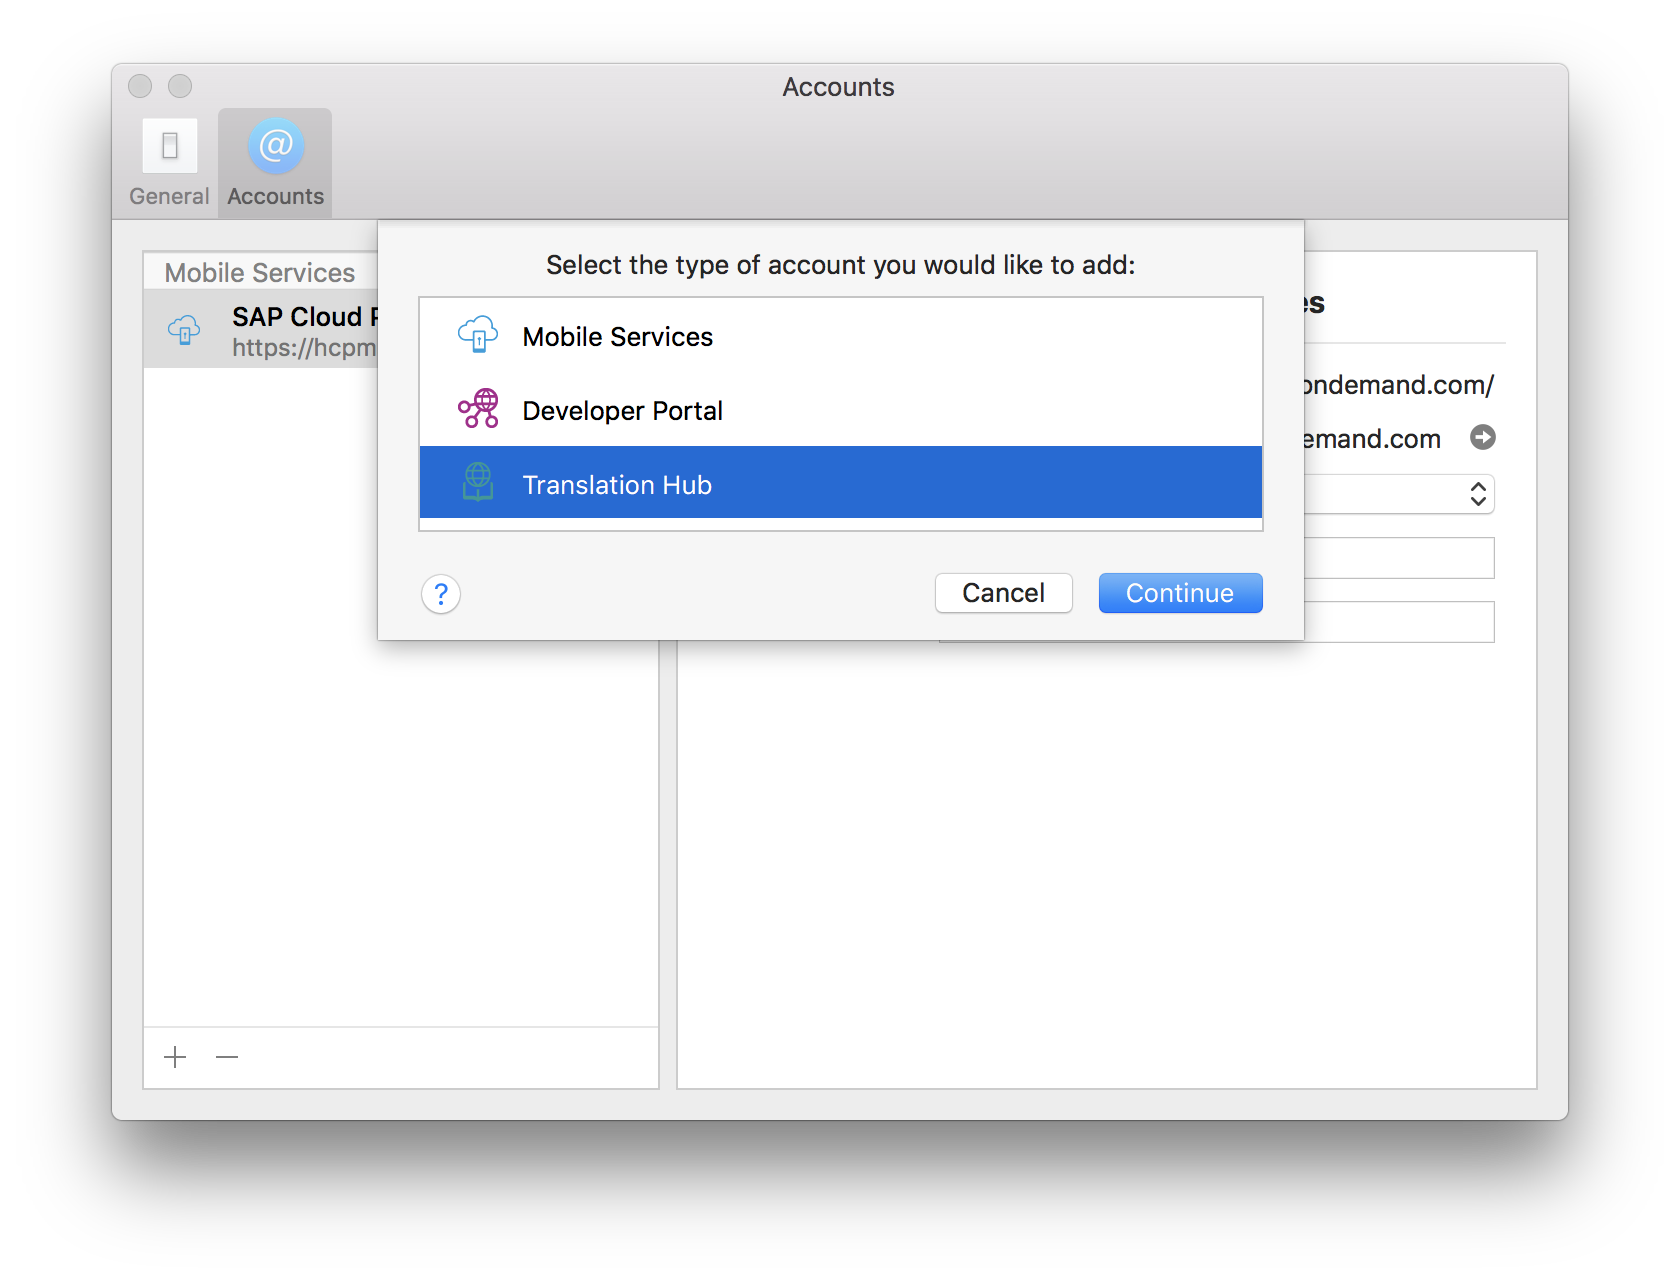 Accounts
General
@
Accounts
Select the type of account you would like to add:
Mobile Services
Developer Portal
Translation Hub
?
Cancel
Continue
Mobile Services
SAP Cloud
https://hcpm
es
ondemand.com/
emand.com